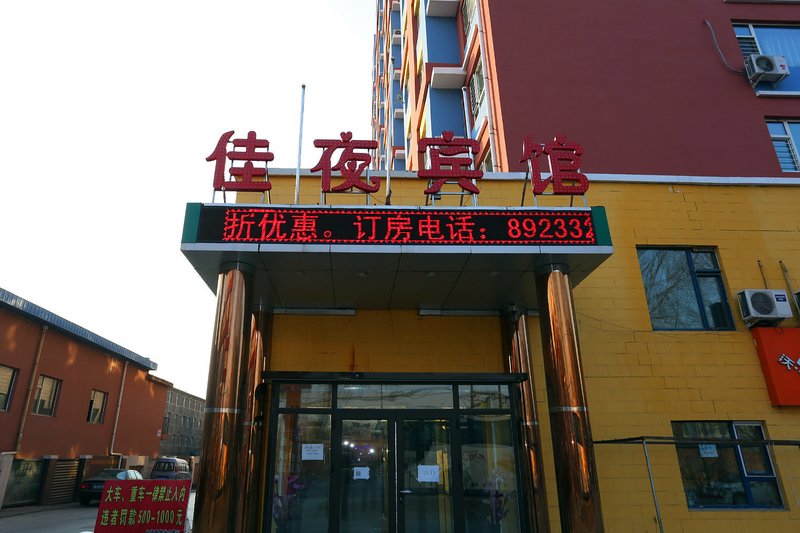 佳夜宾馆
折优惠。订房电话：892332
大车、重车一律禁止入内
违者罚款500-1000元